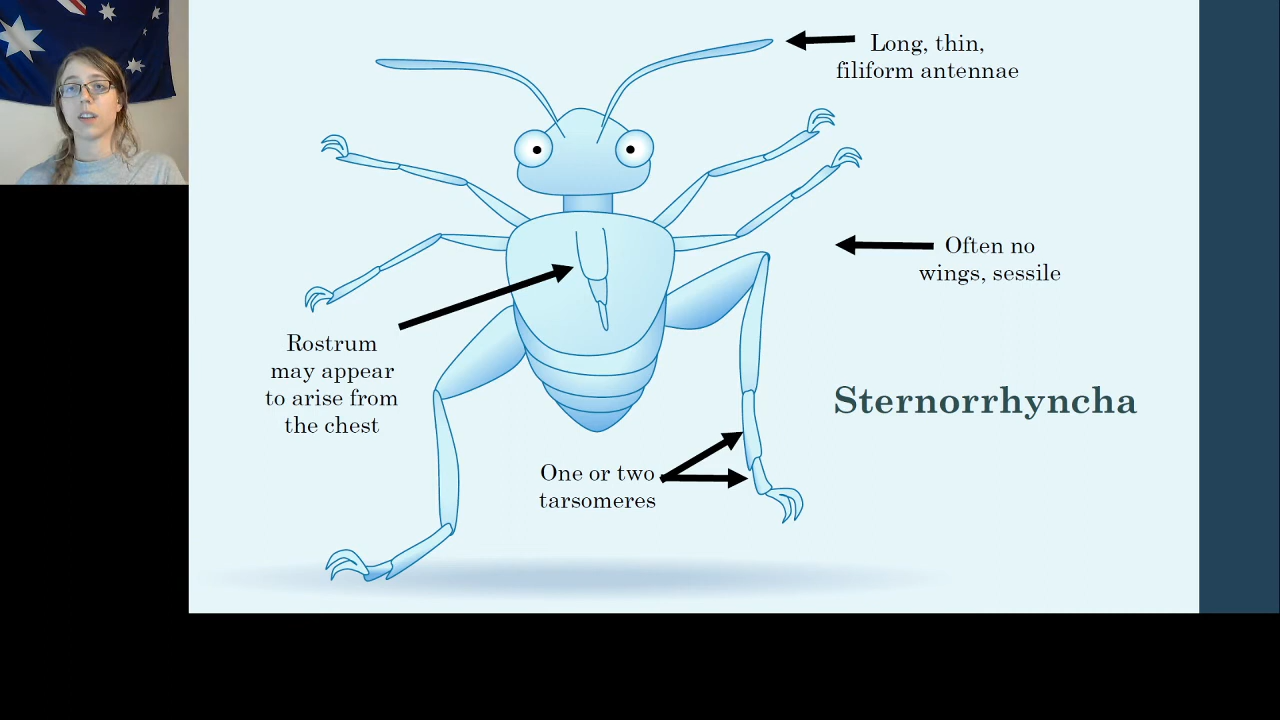 Long, thin,
filiform antennae
Often no
wings, sessile
Rostrum
may appear
to arise from
the chest
Sternorrhyncha
One or two
tarsomeres